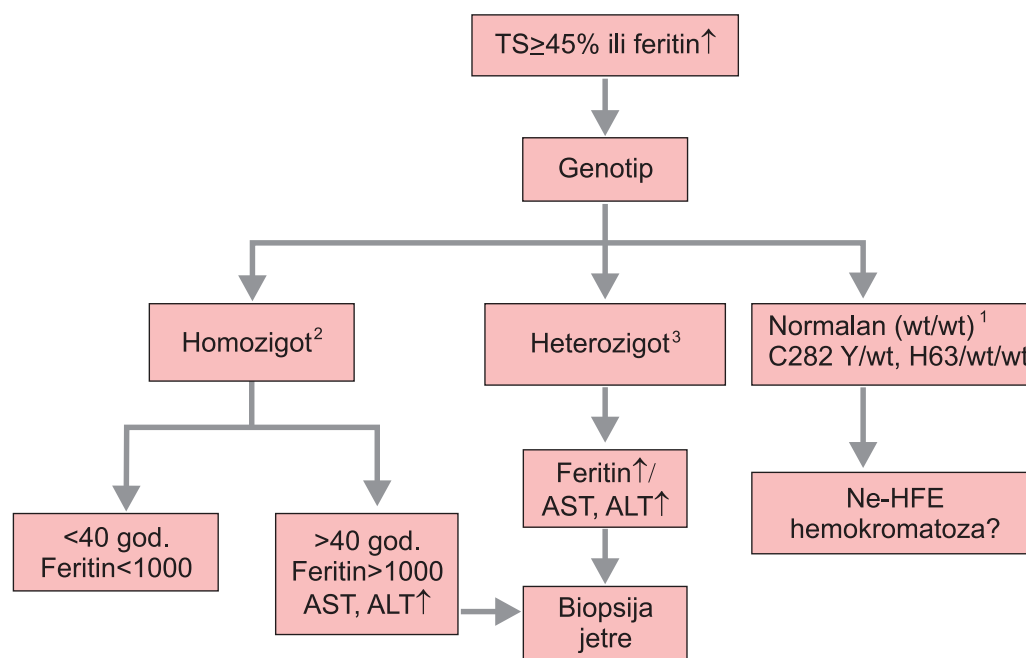 TS≥45% ili feritin↑
Genotip
Homozigot²
Heterozigot³
Normalan (wt/wt) ¹
C282 Y/wt, H63/wt/wt
<40 god.
Feritin<1000
>40 god.
Feritin>1000
AST, ALT↑
Feritin↑/
AST, ALT↑
Ne-HFE
hemokromatoza?
Biopsija
jetre